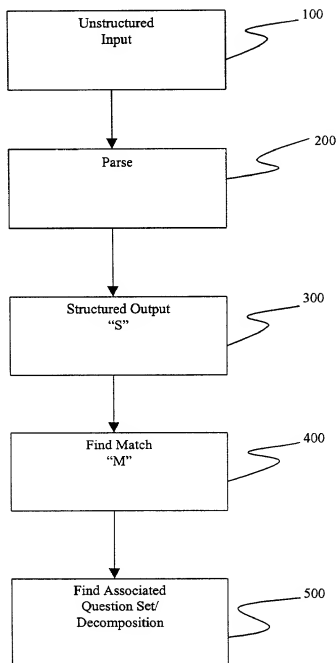 Unstructured
Input
100
Parse
200
Structured Output
“S”
300
Find Match
“M”
400
Find Associated
Question Set/
Decomposition
500